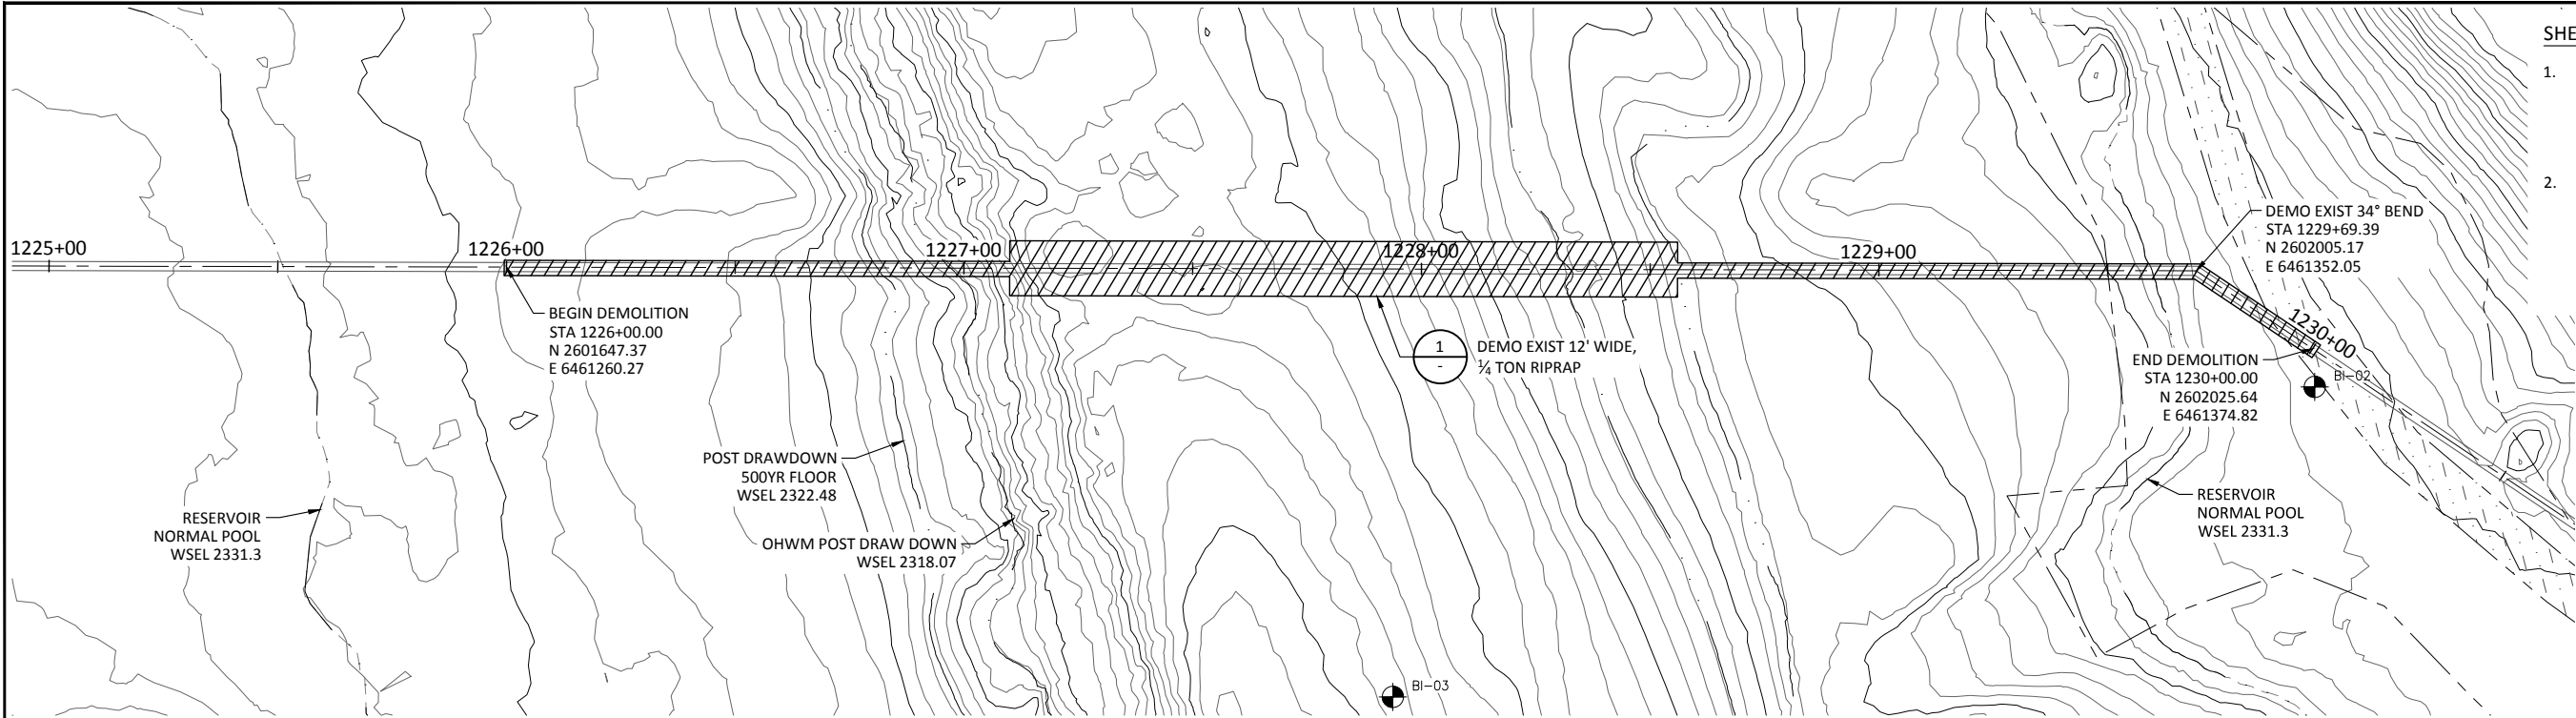 SHE
1.
2.
1225+00
1226+00
1227+00
1228+00
1229+00
1230+00
DEMO EXIST 34° BEND
STA 1229+69.39
N 2602005.17
E 6461352.05
BEGIN DEMOLITION
STA 1226+00.00
N 2601647.37
E 6461260.27
1
-
DEMO EXIST 12' WIDE,
¼ TON RIPRAP
END DEMOLITION
STA 1230+00.00
N 2602025.64
E 6461374.82
BI-02
POST DRAWDOWN
500YR FLOOR
WSEL 2322.48
RESERVOIR
NORMAL POOL
WSEL 2331.3
OHWM POST DRAW DOWN
WSEL 2318.07
RESERVOIR
NORMAL POOL
WSEL 2331.3
BI-03